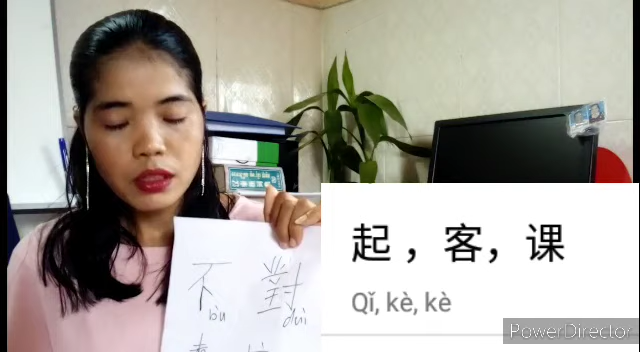 不 對
bù duì
起 ，客，课
Qǐ, kè, kè
PowerDirector